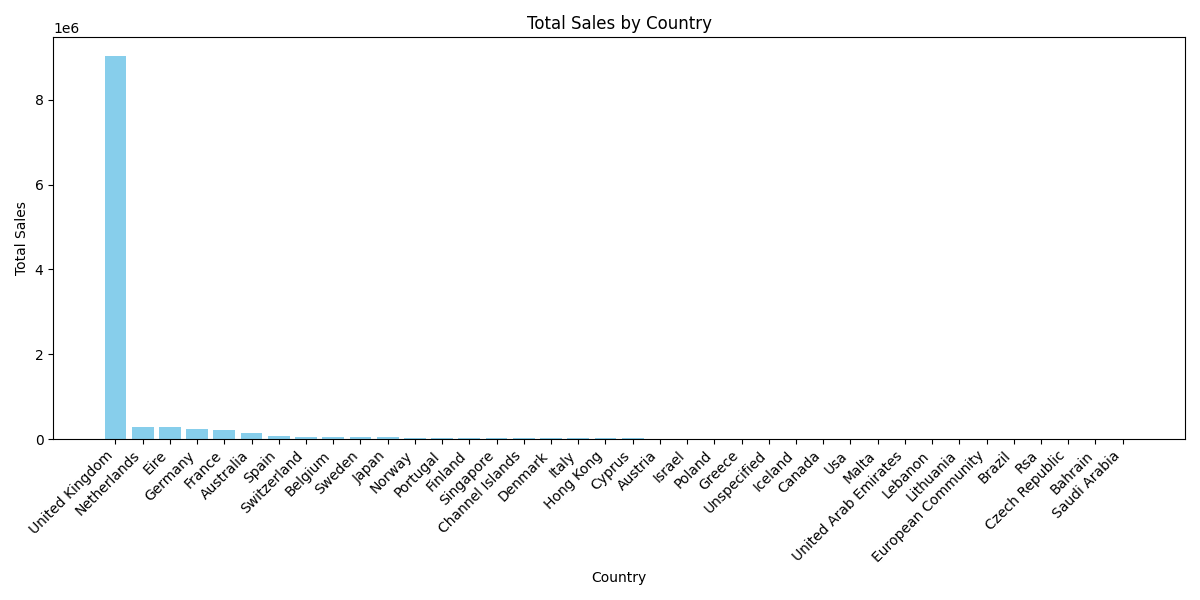 Total Sales by Country
1e6
8
6
4
2
0
Total Sales
United Kingdom
Netherlands
Eire
Germany
France
Australia
Spain
Switzerland
Belgium
Sweden
Japan
Norway
Portugal
Finland
Singapore
Channel Islands
Denmark
Italy
Hong Kong
Cyprus
Austria
Israel
Poland
Greece
Unspecified
Iceland
Canada
Usa
Malta
United Arab Emirates
Lebanon
Lithuania
European Community
Brazil
Rsa
Czech Republic
Bahrain
Saudi Arabia
Country